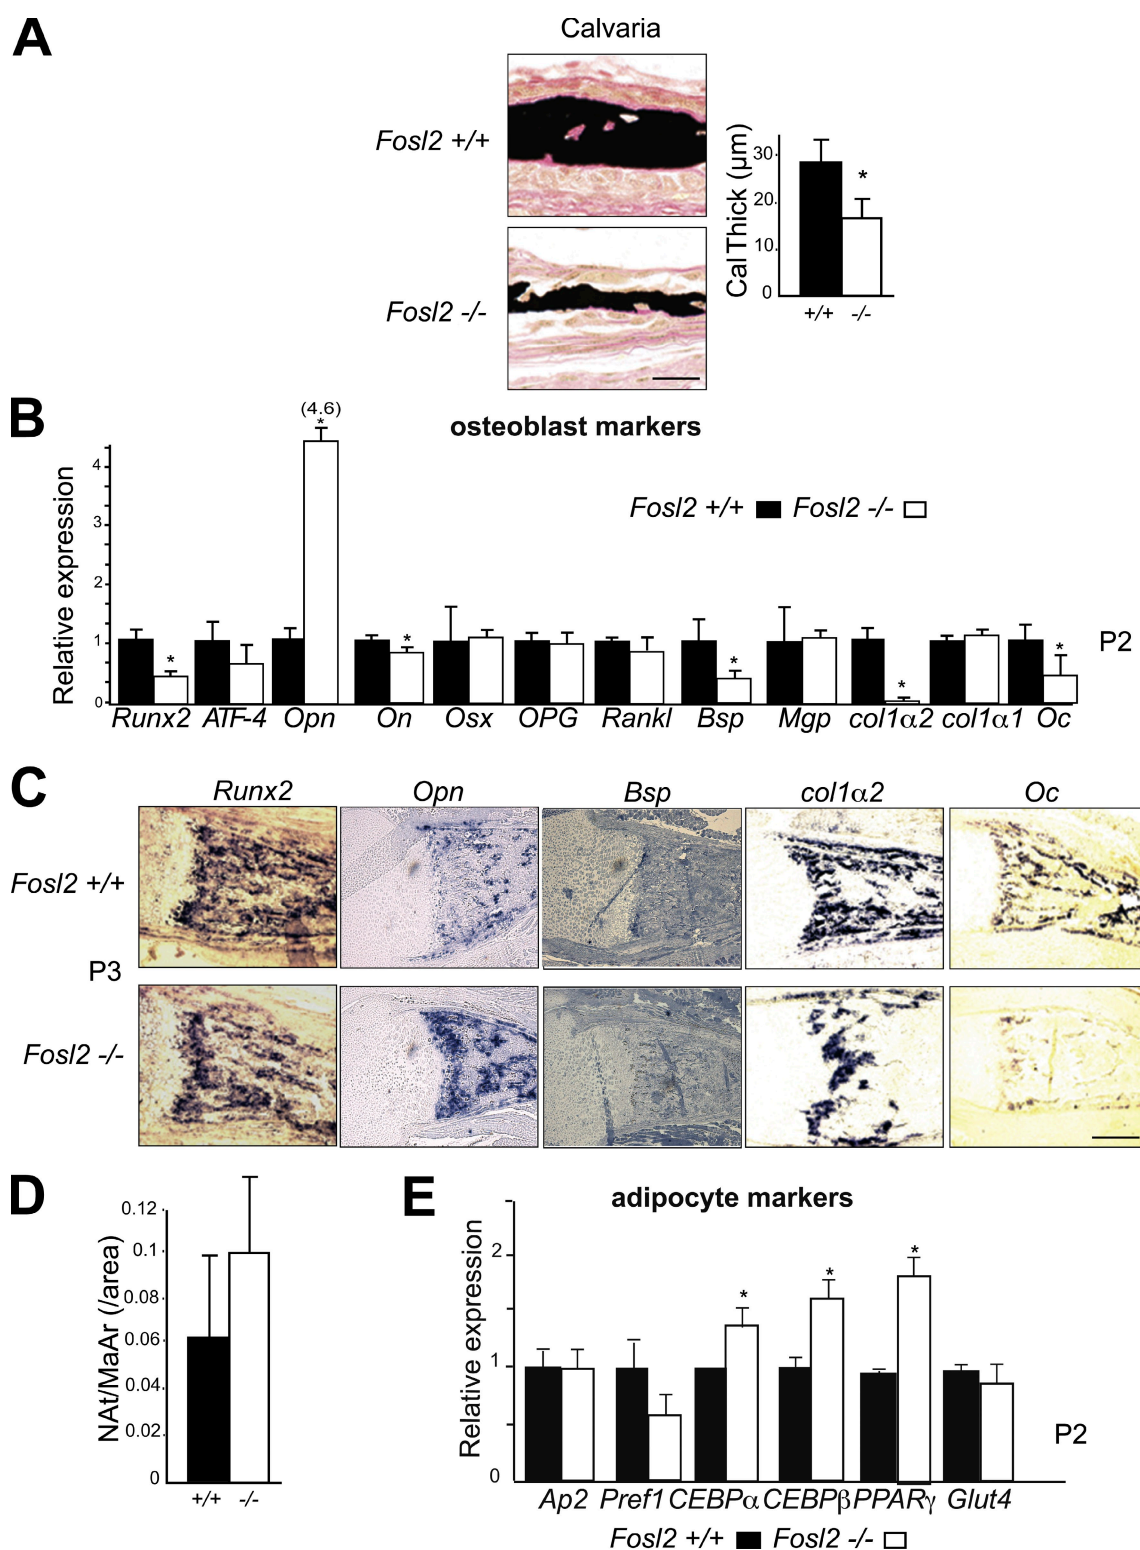 A
Calvaria
Fosl2 +/+
Fosl2 -/-
Cal Thick (μm)
30
20
10
0
+/+ -/-
B
osteoblast markers
(4.6)
*
Fosl2 +/+ Fosl2 -/-
Relative expression
4
3
2
1
0
* * * * *
P2
Runx2 ATF-4 Opn On Osx OPG Rankl Bsp Mgp col1α2 col1α1 Oc
C
Runx2 Opn Bsp col1α2 Oc
Fosl2 +/+
P3
Fosl2 -/-
D
NAt/MaAr (/area)
0.12
0.1
0.08
0.06
0.04
0.02
0
+/+ -/-
E
adipocyte markers
Relative expression
2
1
0
* * *
P2
Ap2 Pref1 CEBPα CEBPβ PPARγ Glut4
Fosl2 +/+ Fosl2 -/-